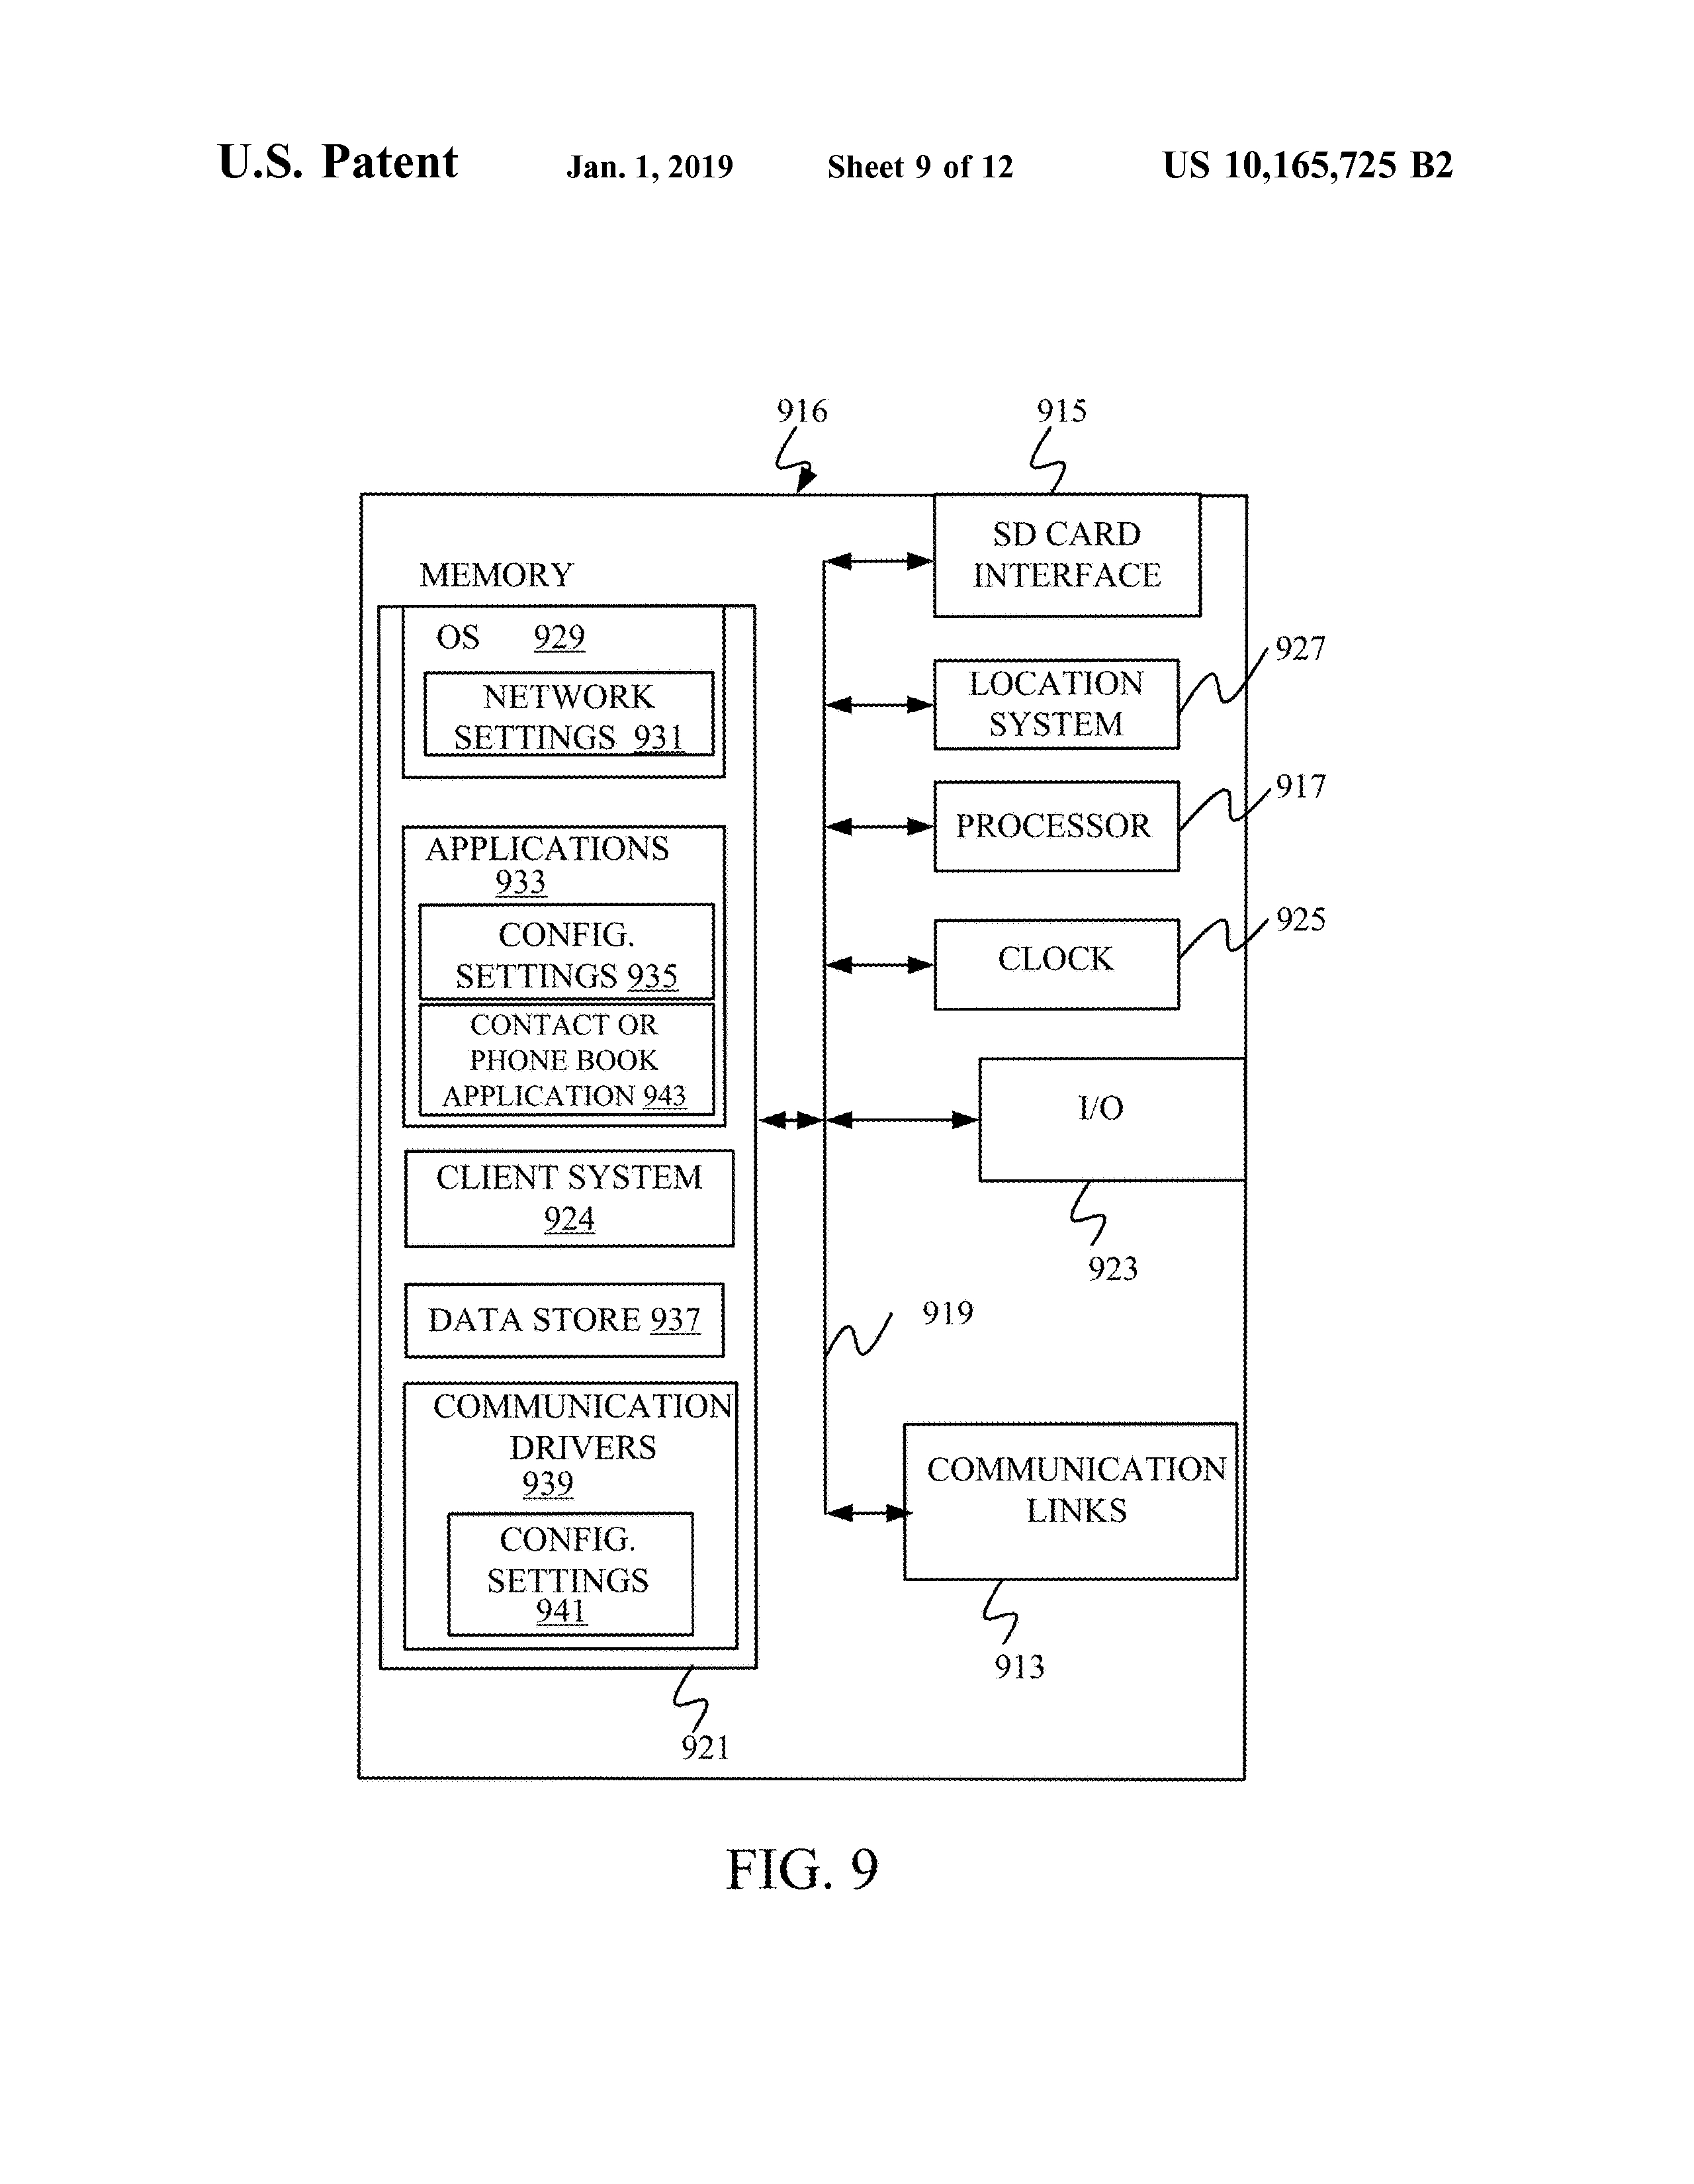 U.S. Patent Jan. 1, 2019 Sheet 9 of 12 US 10,165,725 B2
916
915
SD CARD
INTERFACE
MEMORY
OS 929
NETWORK
SETTINGS 931
927
LOCATION
SYSTEM
917
PROCESSOR
APPLICATIONS
933
CONFIG.
SETTINGS 935
925
CLOCK
CONTACT OR
PHONE BOOK
APPLICATION 943
I/O
923
CLIENT SYSTEM
924
DATA STORE 937
919
COMMUNICATION
DRIVERS
939
CONFIG.
SETTINGS
941
COMMUNICATION
LINKS
913
921
FIG. 9